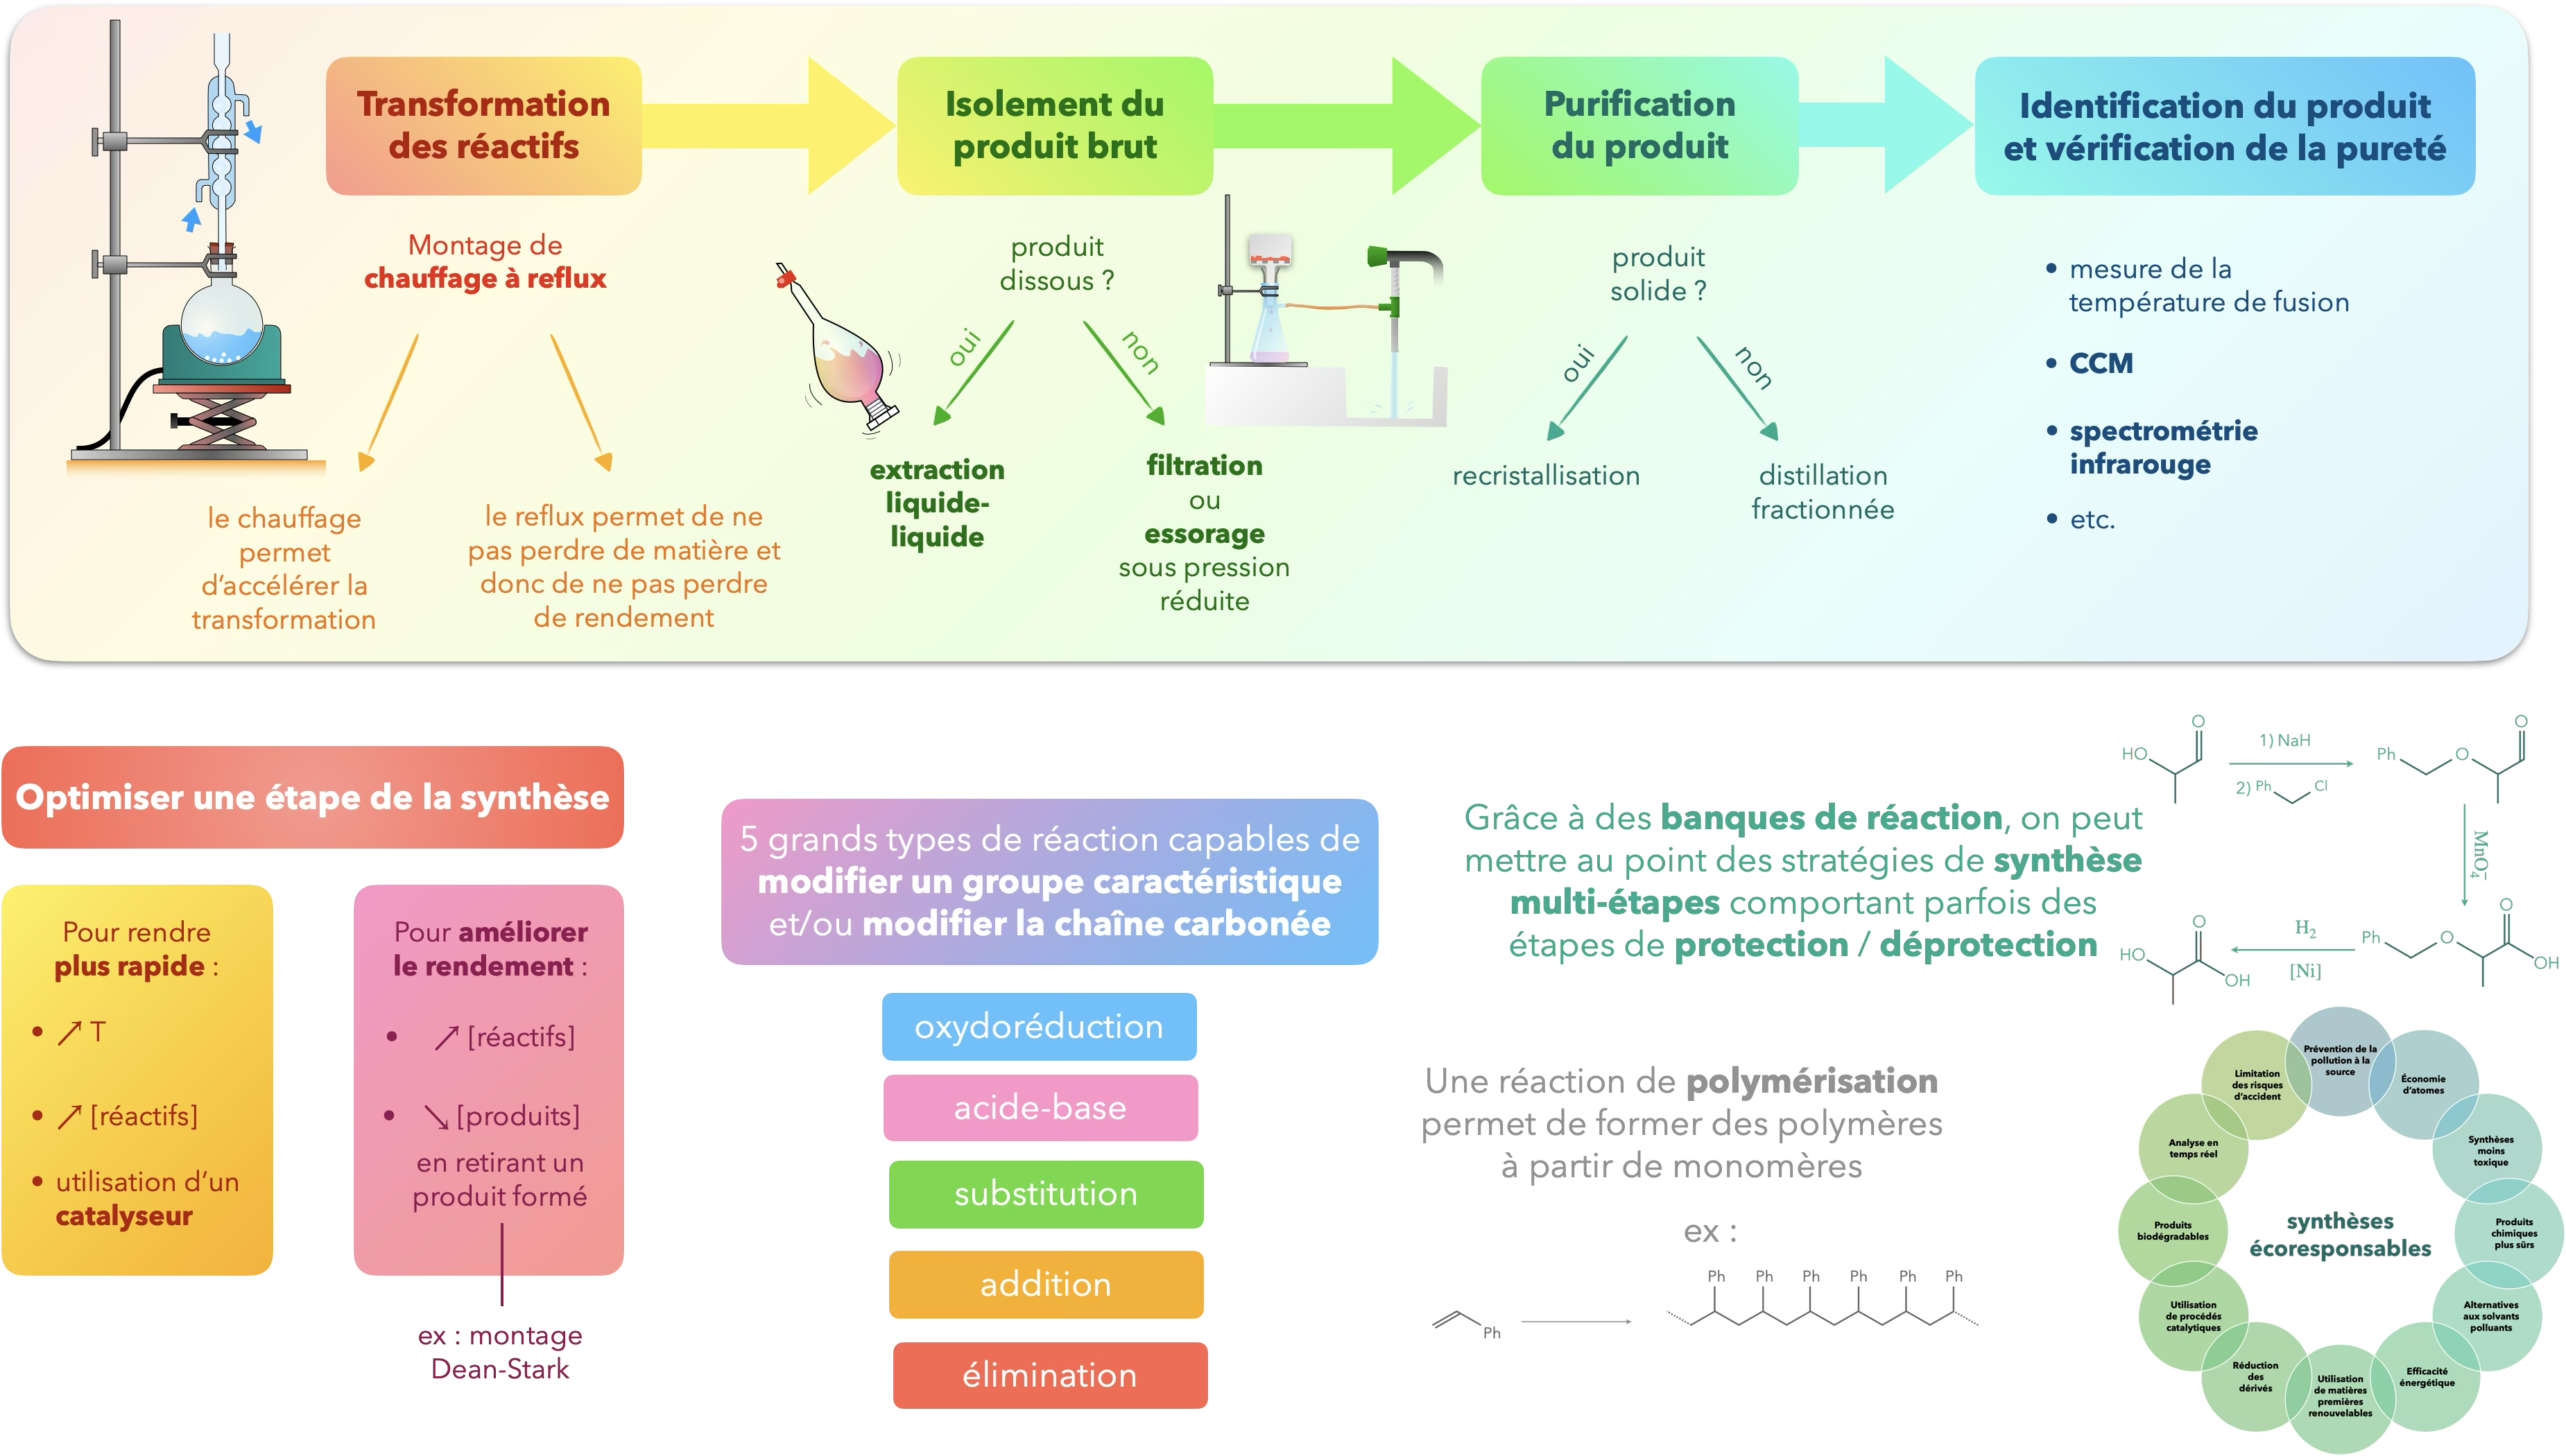 Transformation
des réactifs
Isolement du
produit brut
Purification
du produit
Identification du produit
et vérification de la pureté
Montage de
chauffage à reflux
le chauffage
permet
d’accélérer la
transformation
le reflux permet de ne
pas perdre de matière et
donc de ne pas perdre
de rendement
produit
dissous ?
oui
non
extraction
liquide-
liquide
filtration
ou
essorage
sous pression
réduite
produit
solide ?
oui
non
recristallisation
distillation
fractionnée
• mesure de la
température de fusion
• CCM
• spectrométrie
infrarouge
• etc.
Optimiser une étape de la synthèse
Pour rendre
plus rapide :
• ↗ T
• ↗ [réactifs]
• utilisation d’un
catalyseur
Pour améliorer
le rendement :
• ↗ [réactifs]
• ↘ [produits]
en retirant un
produit formé
ex : montage
Dean-Stark
5 grands types de réaction capables de
modifier un groupe caractéristique
et/ou modifier la chaîne carbonée
oxydoréduction
acide-base
substitution
addition
élimination
Grâce à des banques de réaction, on peut
mettre au point des stratégies de synthèse
multi-étapes comportant parfois des
étapes de protection / déprotection
HO
O
1) NaH
2) Ph
Cl
Ph
O
O
MnO₄⁻
Ph
O
O
OH
H₂
[Ni]
HO
O
OH
Une réaction de polymérisation
permet de former des polymères
à partir de monomères
ex :
Ph
Ph Ph Ph Ph Ph Ph
synthèses
écoresponsables
Prévention de la
pollution à la
source
Économie
d’atomes
Synthèses
moins
toxique
Produits
chimiques
plus sûrs
Alternatives
aux solvants
polluants
Efficacité
énergétique
Utilisation
de matières
premières
renouvelables
Réduction
des
dérivés
Utilisation
de procédés
catalytiques
Produits
biodégradables
Analyse en
temps réel
Limitation
des risques
d’accident